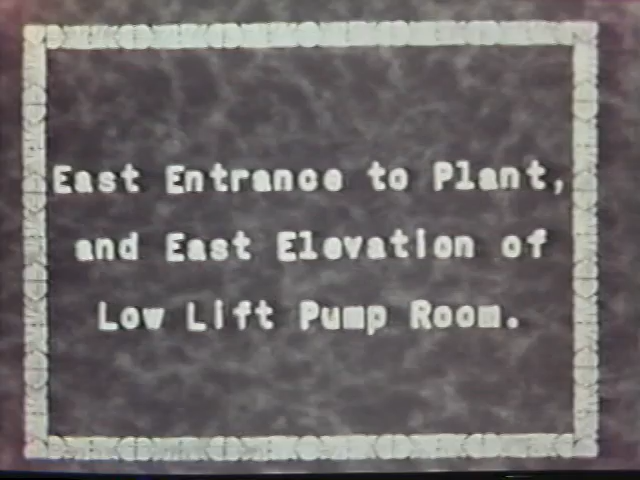 East Entrance to Plant,
and East Elevation of
Low Lift Pump Room.